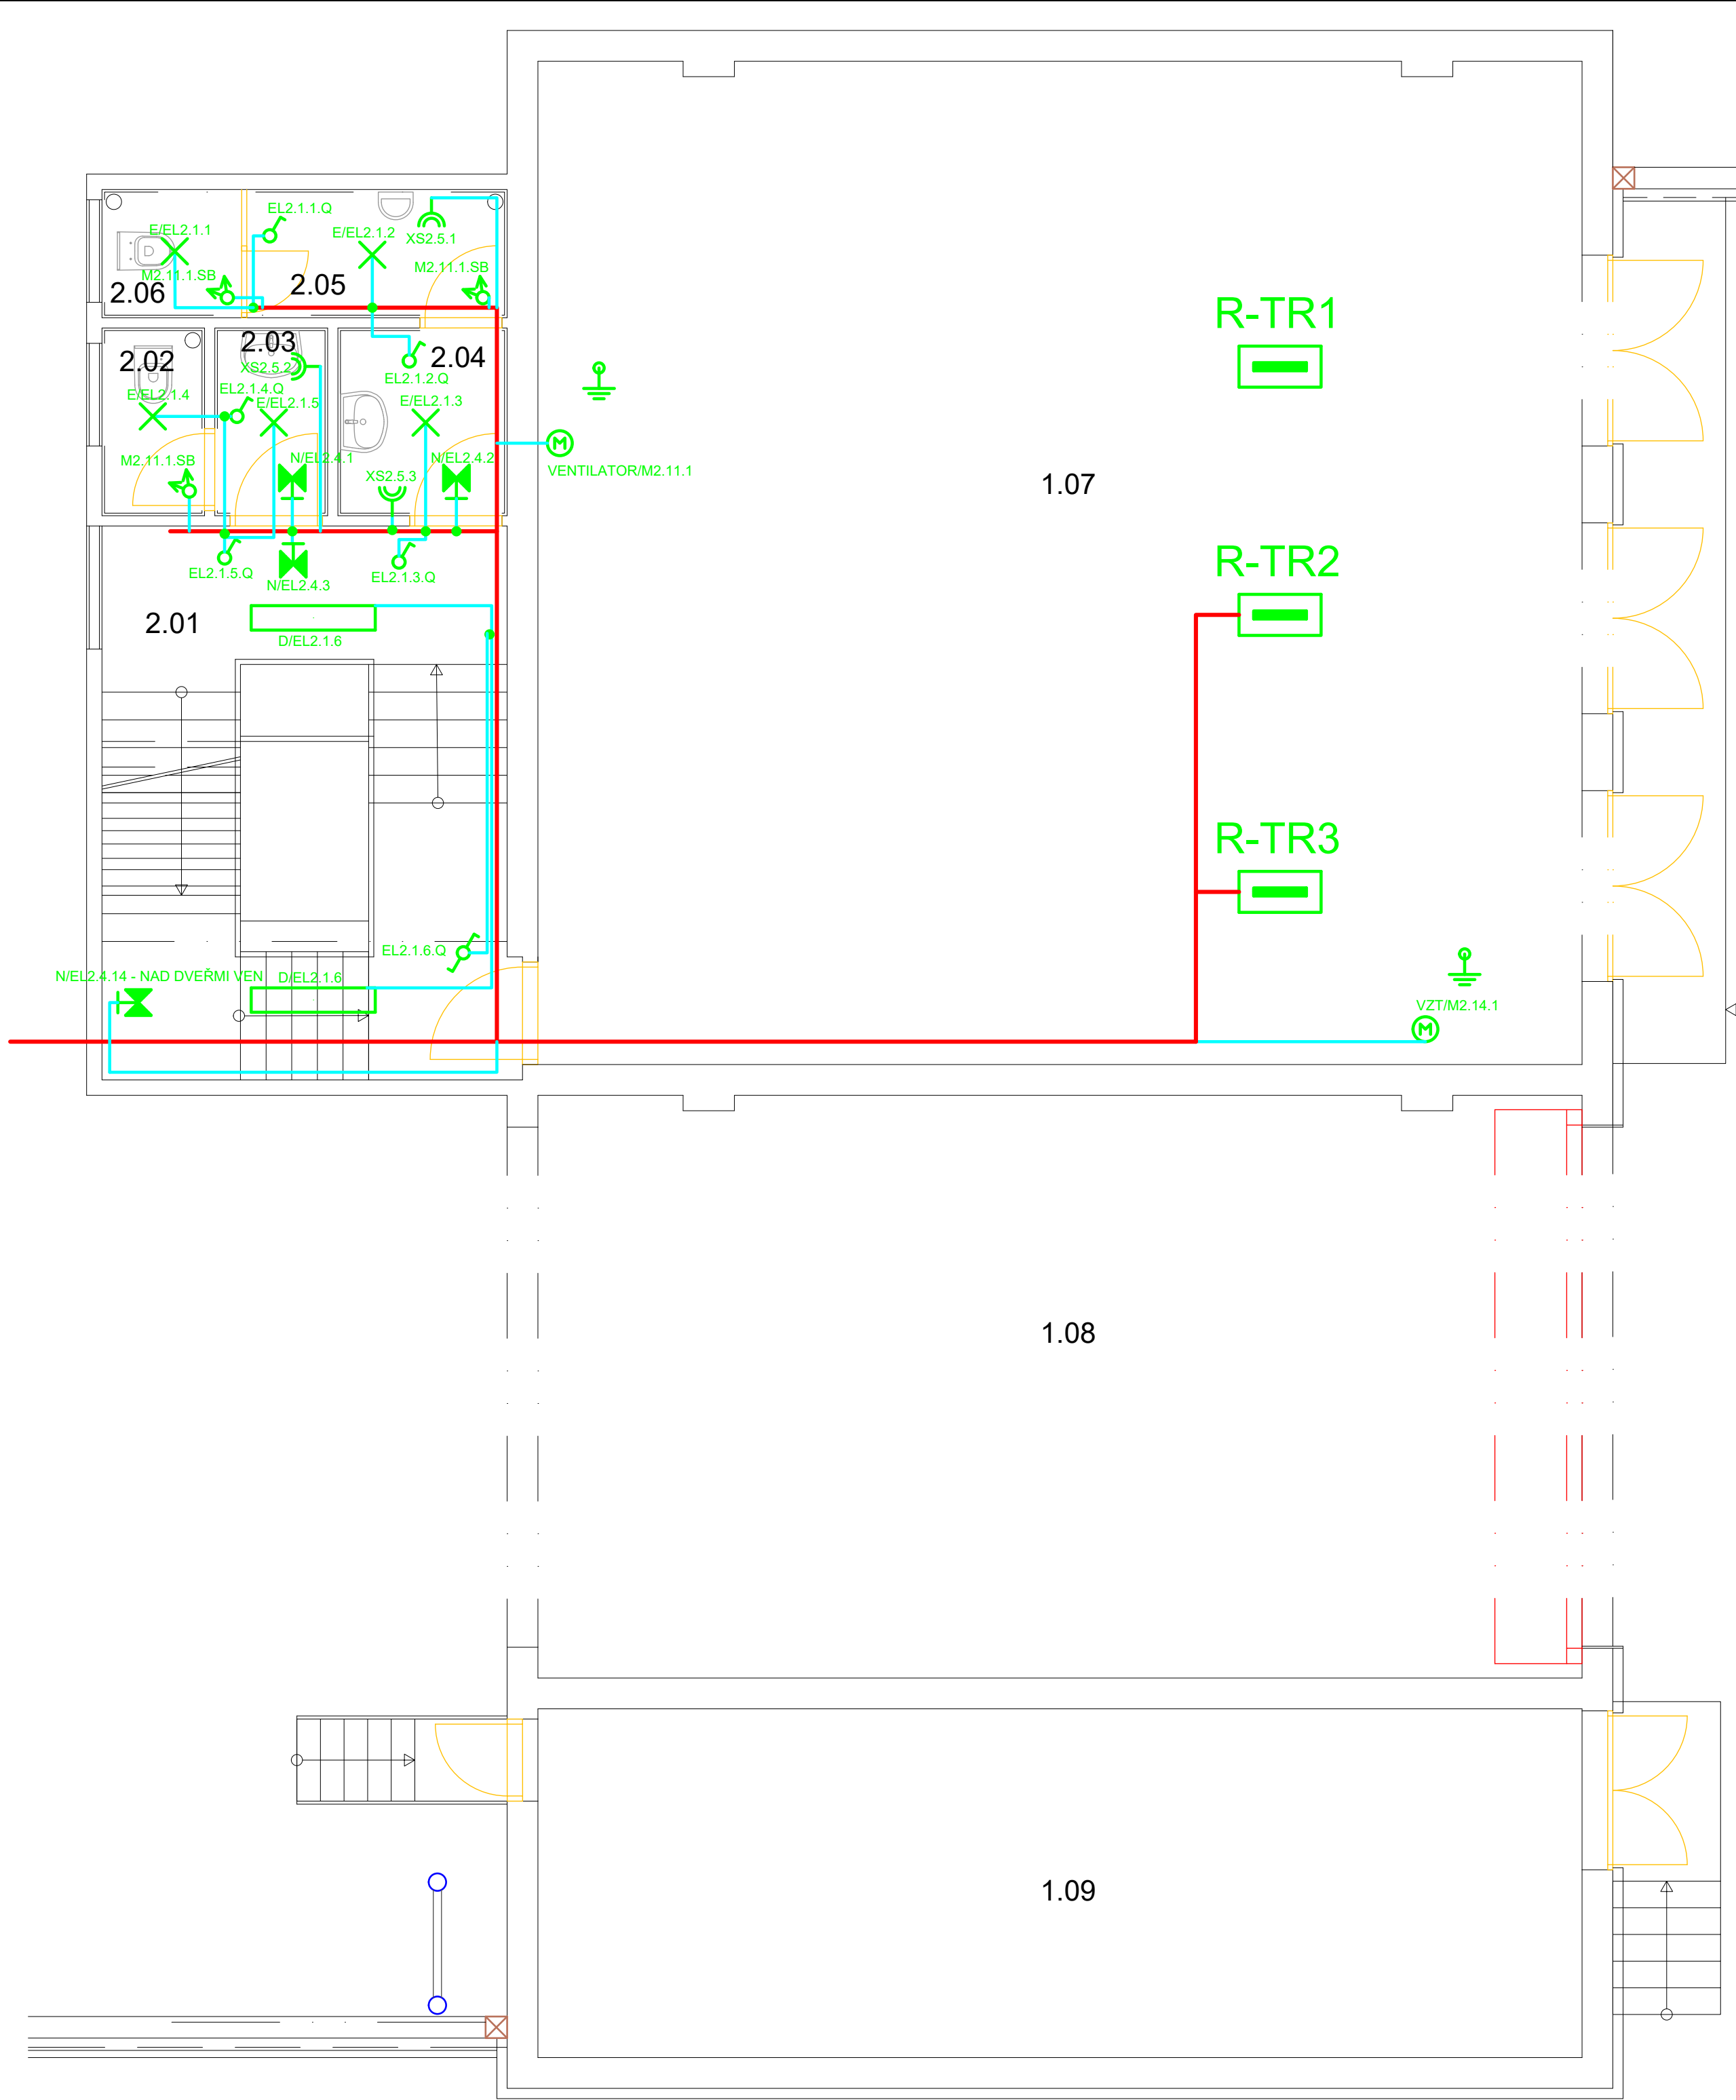 EL2.1.1.Q
E/EL2.1.1
E/EL2.1.2
XS2.5.1
M2.11.1.SB
M2.11.1.SB
2.06
2.05
R-TR1
2.03
2.02
2.04
XS2.5.2
EL2.1.2.Q
EL2.1.4.Q
E/EL2.1.4
E/EL2.1.5
E/EL2.1.3
M2.11.1.SB
N/EL2.4.1
N/EL2.4.2
XS2.5.3
M
VENTILATOR/M2.11.1
1.07
R-TR2
EL2.1.5.Q
EL2.1.3.Q
N/EL2.4.3
2.01
D/EL2.1.6
R-TR3
EL2.1.6.Q
N/EL2.4.14 - NAD DVEŘMI VEN
D/EL2.1.6
VZT/M2.14.1
M
1.08
1.09